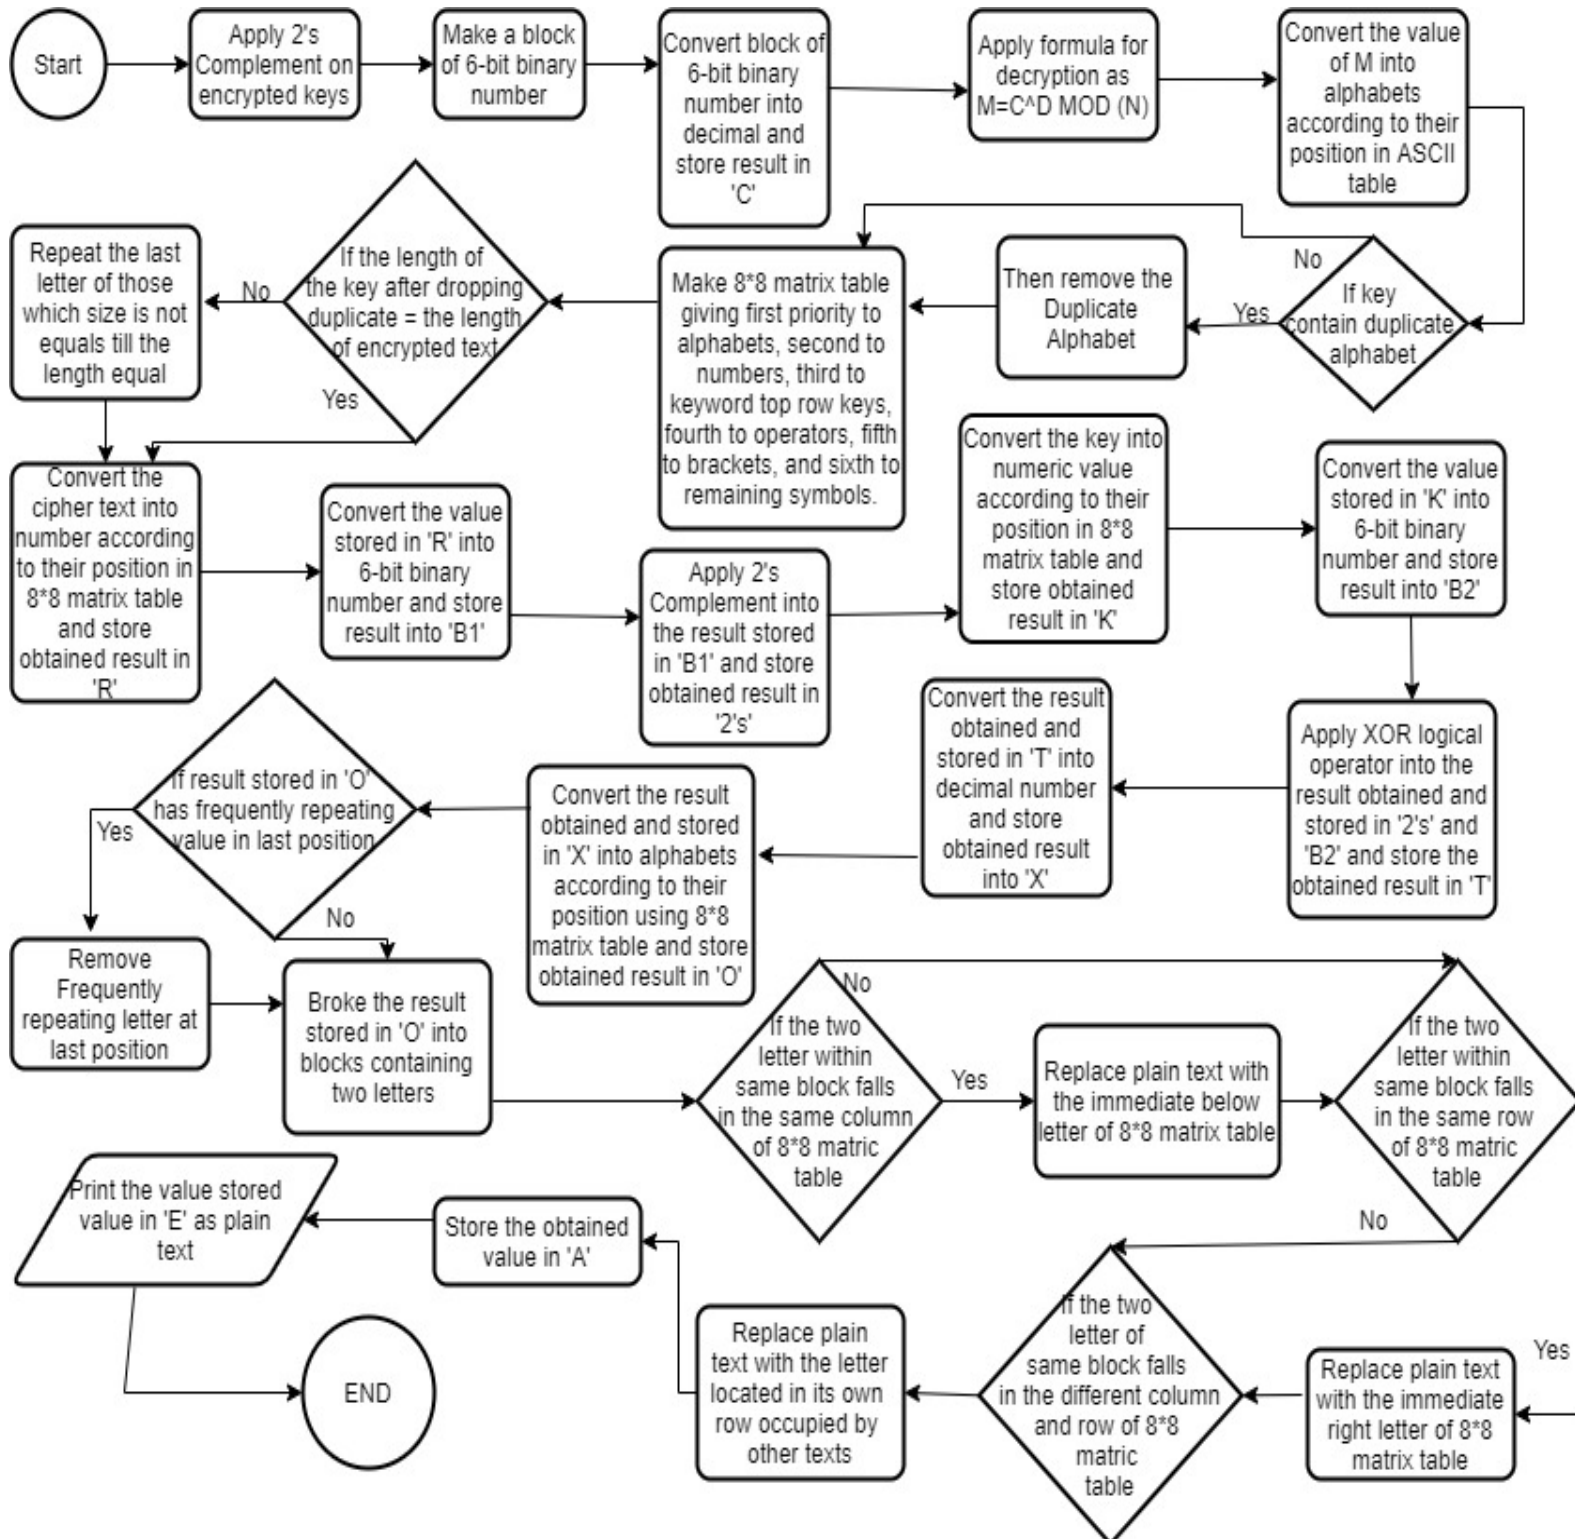 Start
Apply 2's
Complement on
encrypted keys
Make a block
of 6-bit binary
number
Convert block of
6-bit binary
number into
decimal and
store result in
'C'
Apply formula for
decryption as
M=C^D MOD (N)
Convert the value
of M into
alphabets
according to their
position in ASCII
table
If key
contain duplicate
alphabet
No
Yes
Then remove the
Duplicate
Alphabet
Make 8*8 matrix table
giving first priority to
alphabets, second to
numbers, third to
keyword top row keys,
fourth to operators, fifth
to brackets, and sixth to
remaining symbols.
If the length of
the key after dropping
duplicate = the length
of encrypted text
No
Yes
Repeat the last
letter of those
which size is not
equals till the
length equal
Convert the
cipher text into
number according
to their position in
8*8 matrix table
and store
obtained result in
'R'
Convert the value
stored in 'R' into
6-bit binary
number and store
result into 'B1'
Apply 2's
Complement into
the result stored
in 'B1' and store
obtained result in
'2's'
Convert the key into
numeric value
according to their
position in 8*8
matrix table and
store obtained
result in 'K'
Convert the value
stored in 'K' into
6-bit binary
number and store
result into 'B2'
Apply XOR logical
operator into the
result obtained and
stored in '2's' and
'B2' and store the
obtained result in 'T'
Convert the result
obtained and
stored in 'T' into
decimal number
and store
obtained result
into 'X'
Convert the result
obtained and stored
in 'X' into alphabets
according to their
position using 8*8
matrix table and store
obtained result in 'O'
If result stored in 'O'
has frequently repeating
value in last position
Yes
No
Remove
Frequently
repeating letter at
last position
Broke the result
stored in 'O' into
blocks containing
two letters
If the two
letter within
same block falls
in the same column
of 8*8 matric
table
No
Yes
Replace plain text with
the immediate below
letter of 8*8 matrix table
If the two
letter within
same block falls
in the same row
of 8*8 matric
table
No
Yes
Replace plain text
with the immediate
right letter of 8*8
matrix table
If the two
letter of
same block falls
in the different column
and row of 8*8
matric
table
Replace plain
text with the letter
located in its own
row occupied by
other texts
Store the obtained
value in 'A'
Print the value stored
value in 'E' as plain
text
END